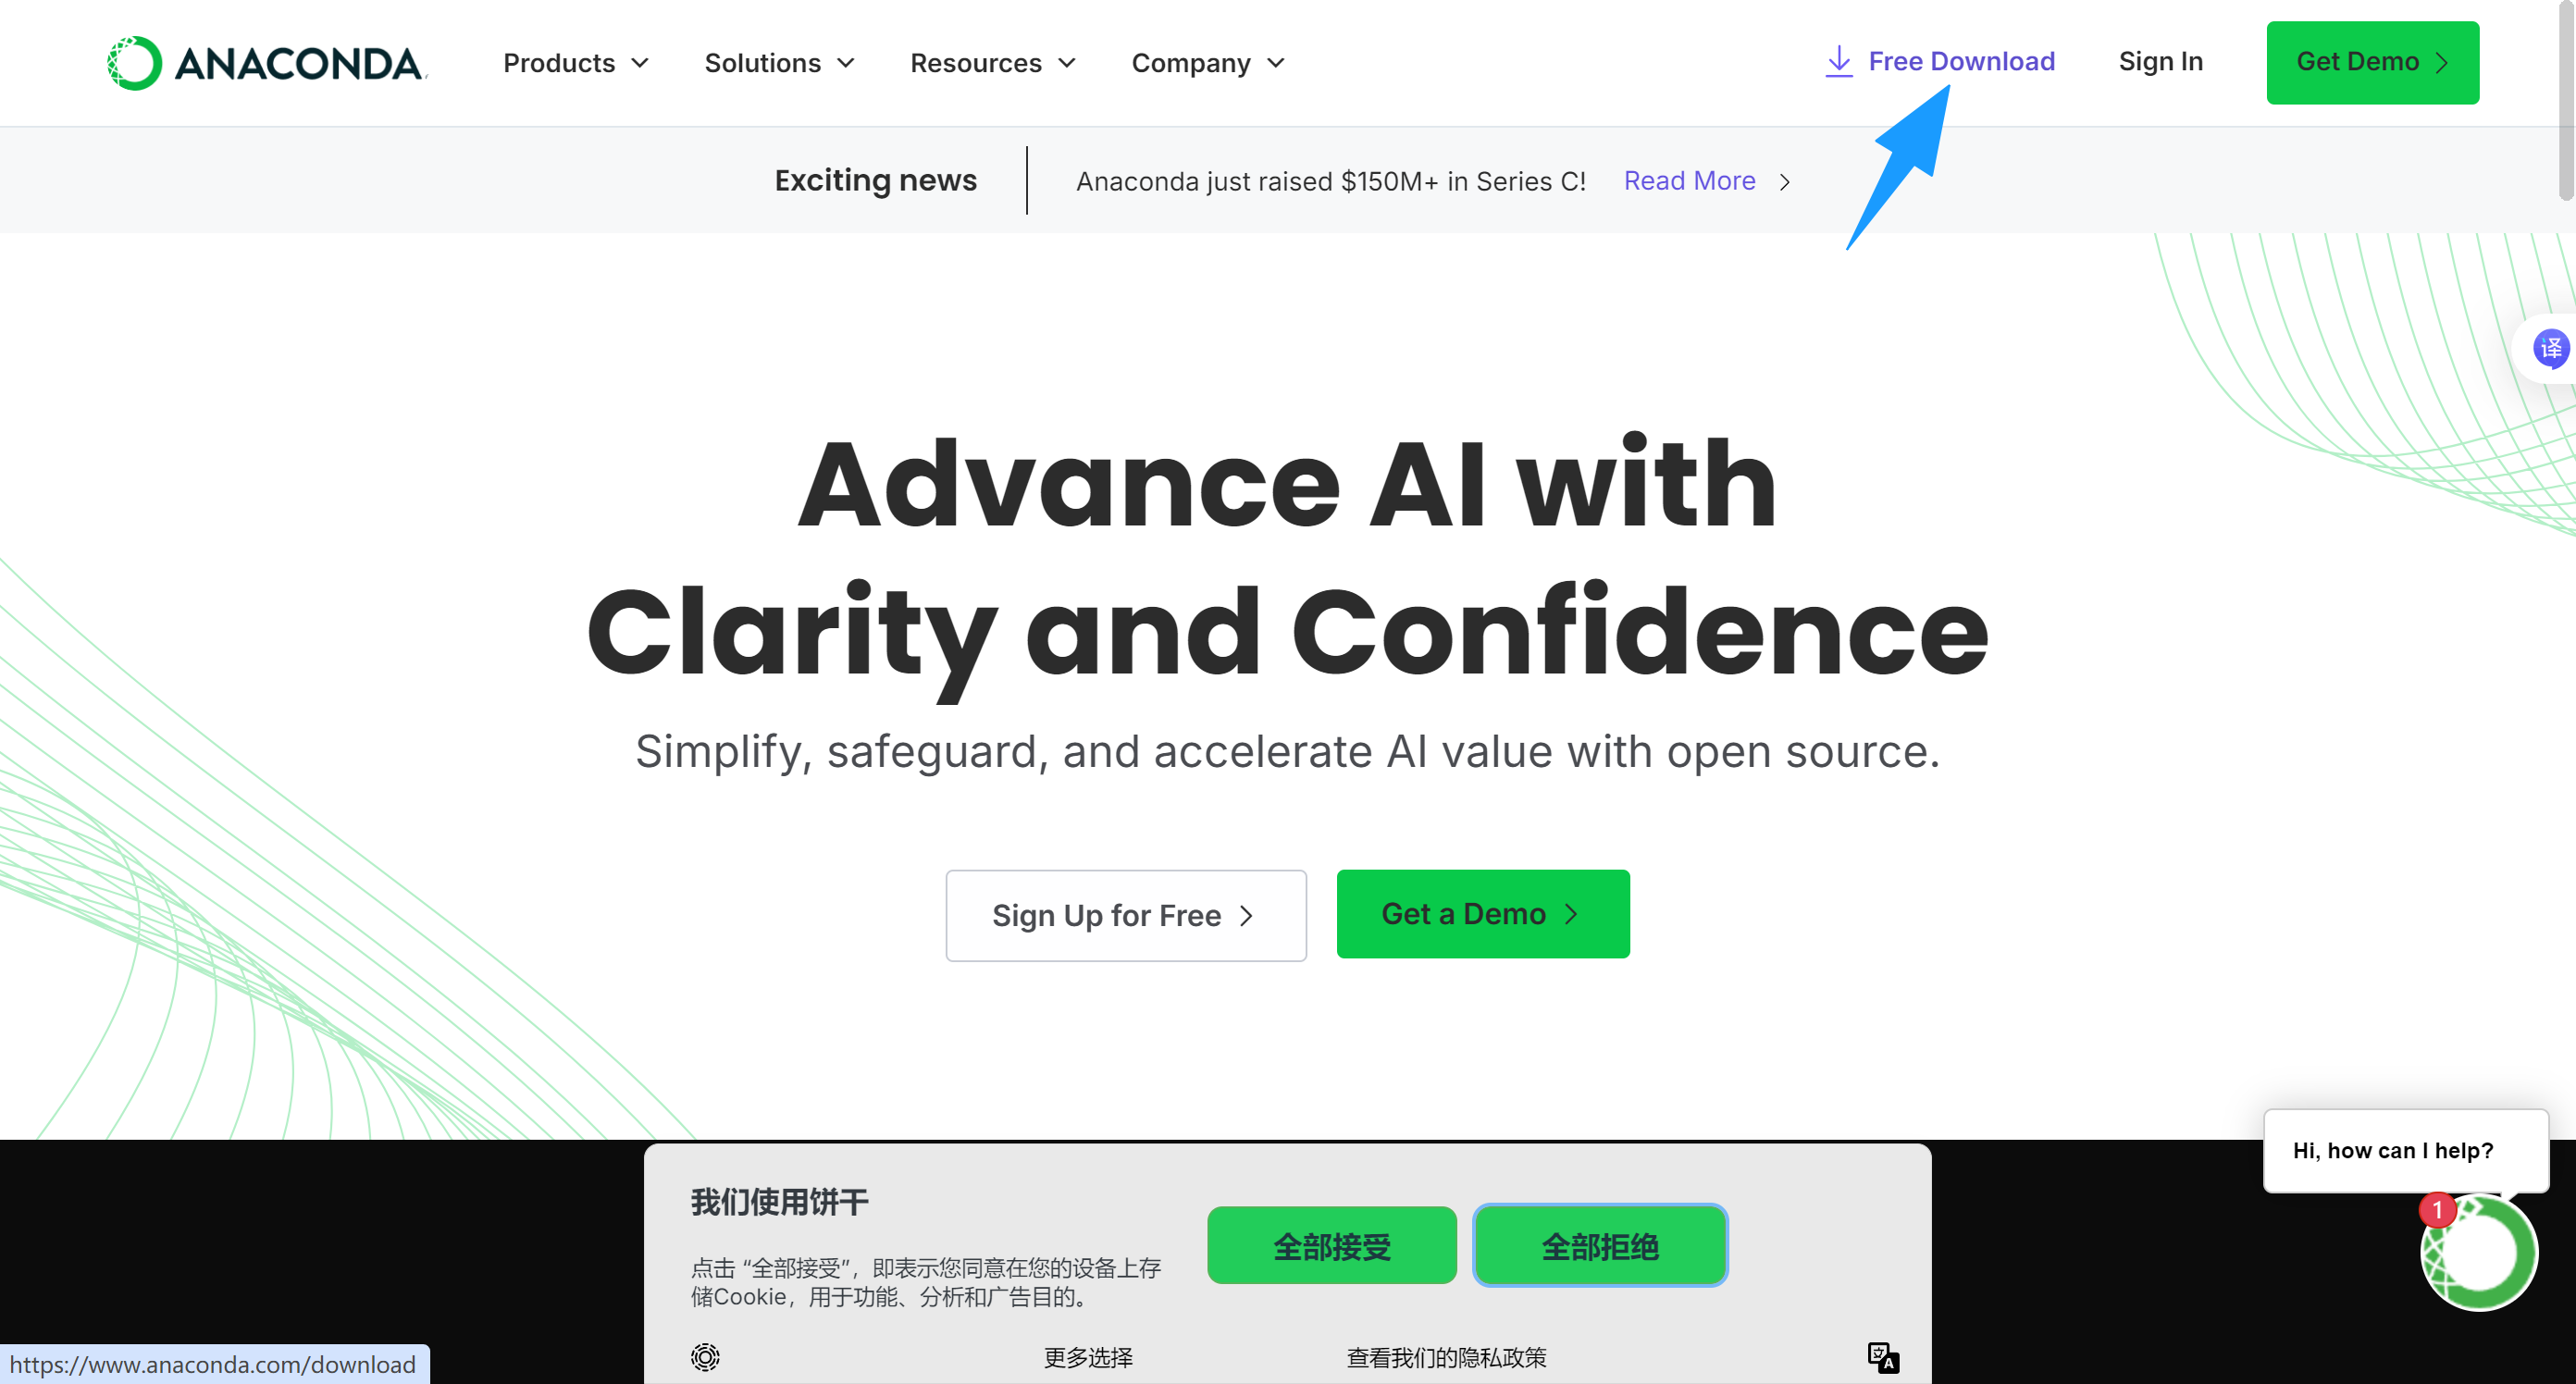 ANACONDA
Products
Solutions
Resources
Company
Free Download
Sign In
Get Demo
Exciting news
Anaconda just raised $150M+ in Series C!
Read More
译
Advance AI with
Clarity and Confidence
Simplify, safeguard, and accelerate AI value with open source.
Sign Up for Free
Get a Demo
Hi, how can I help?
1
我们使用饼干
点击 “全部接受”，即表示您同意在您的设备上存
储Cookie，用于功能、分析和广告目的。
全部接受
全部拒绝
更多选择
查看我们的隐私政策
文
A
https://www.anaconda.com/download